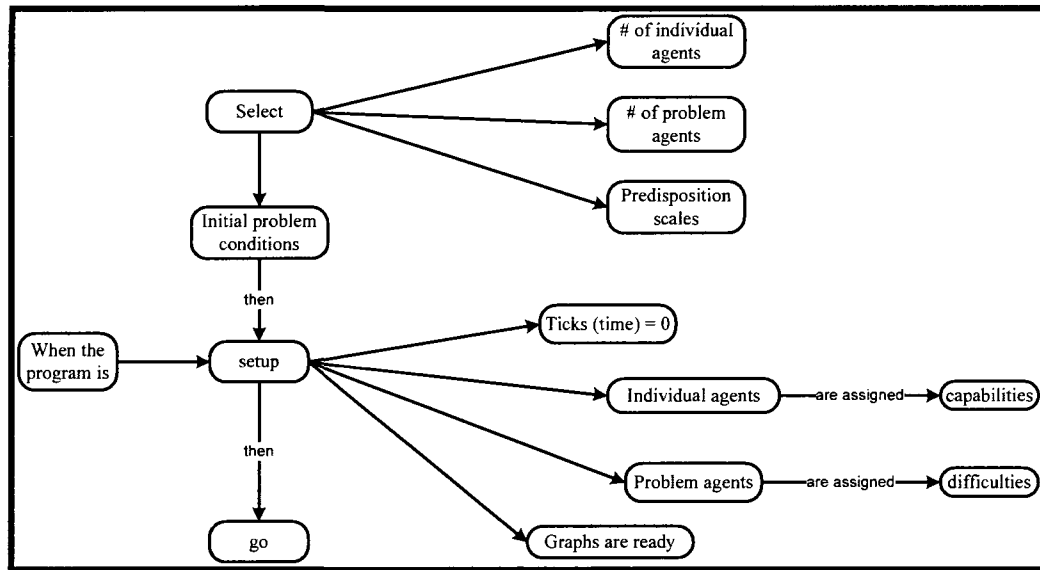 # of individual
agents
Select
# of problem
agents
Predisposition
scales
Initial problem
conditions
then
Ticks (time) = 0
When the
program is
setup
Individual agents
are assigned
capabilities
then
Problem agents
are assigned
difficulties
go
Graphs are ready